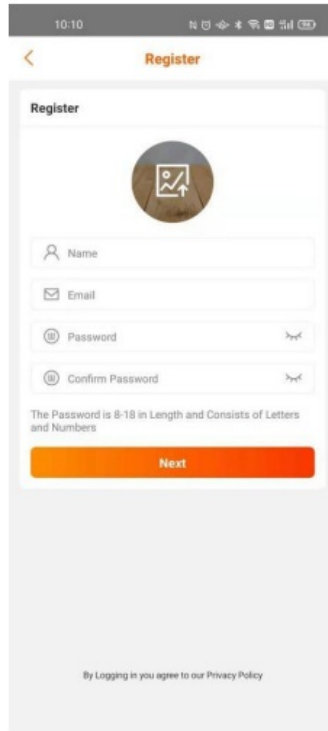 10:10
Register
Register
Name
Email
Password
Confirm Password
The Password is 8-18 in Length and Consists of Letters
and Numbers
Next
By Logging in you agree to our Privacy Policy